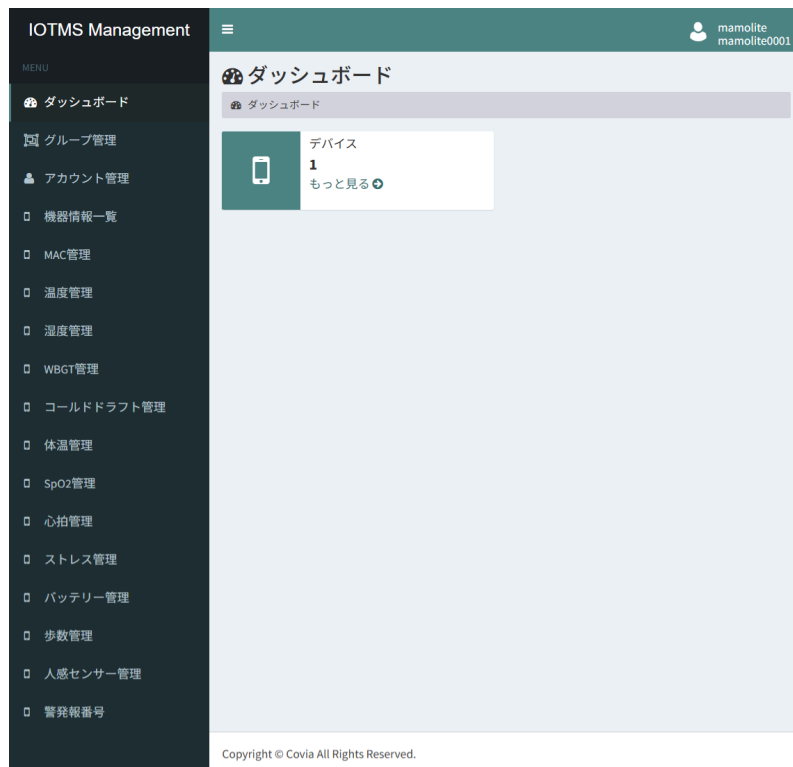 IOTMS Management
mamolite
mamolite0001
MENU
ダッシュボード
グループ管理
アカウント管理
機器情報一覧
MAC管理
温度管理
湿度管理
WBGT管理
コールドドラフト管理
体温管理
SpO2管理
心拍管理
ストレス管理
バッテリー管理
歩数管理
人感センサー管理
警発報番号
ダッシュボード
ダッシュボード
デバイス
1
もっと見る
Copyright © Covia All Rights Reserved.